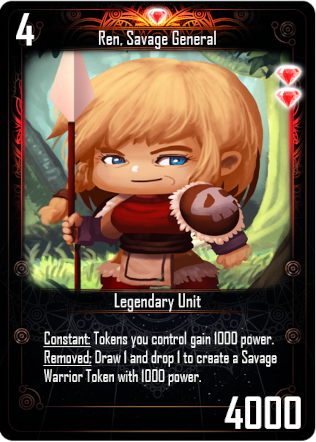 4
Ren, Savage General
Legendary Unit
Constant: Tokens you control gain 1000 power.
Removed: Draw 1 and drop 1 to create a Savage
Warrior Token with 1000 power.
4000